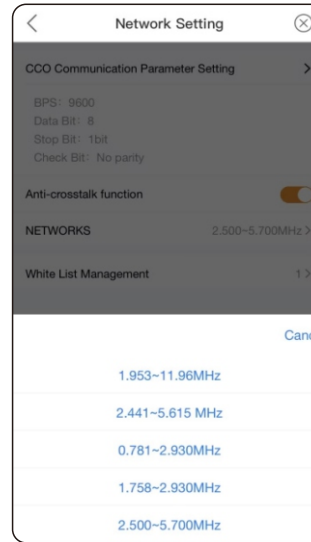 Network Setting
CCO Communication Parameter Setting
BPS: 9600
Data Bit: 8
Stop Bit: 1bit
Check Bit: No parity
Anti-crosstalk function
NETWORKS 2.500~5.700MHz
White List Management 1
1.953~11.96MHz
2.441~5.615 MHz
0.781~2.930MHz
1.758~2.930MHz
2.500~5.700MHz